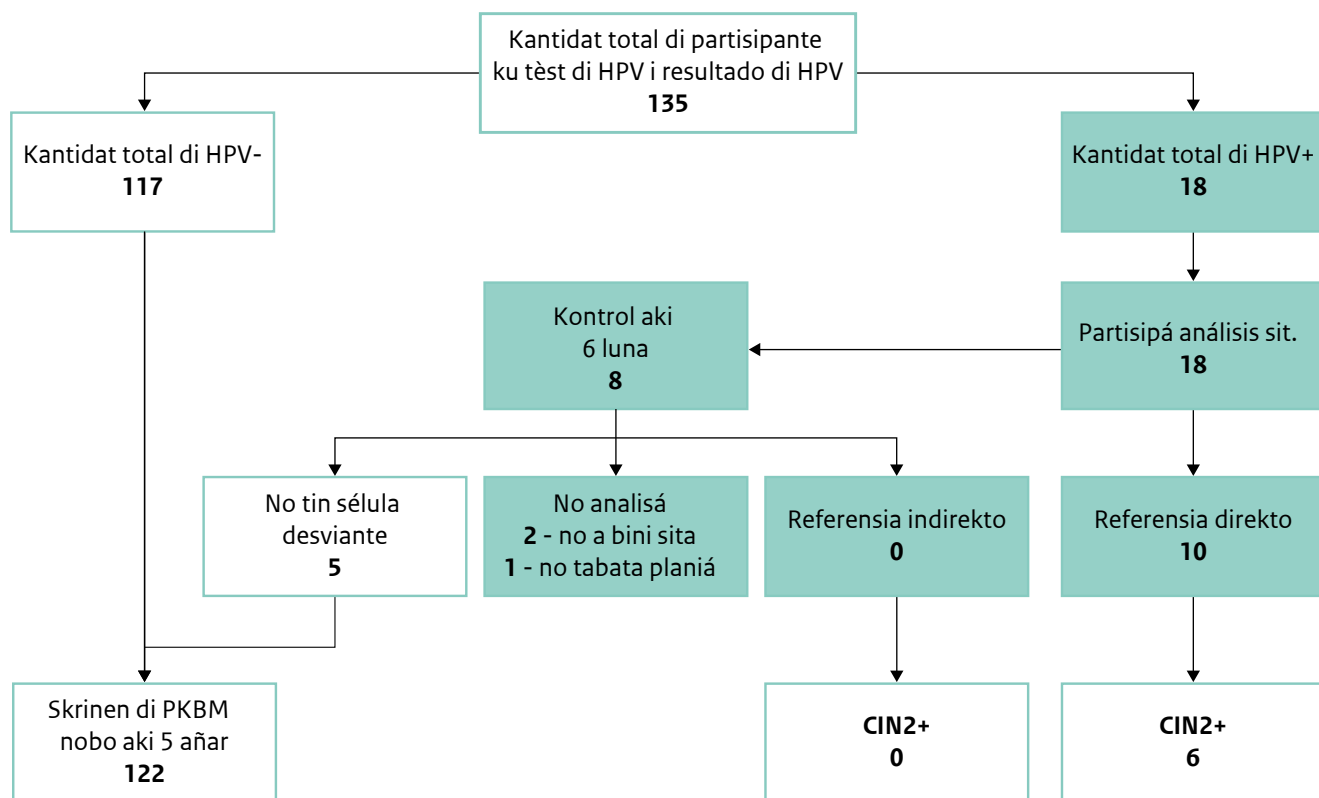 Kantidat total di partisipante
ku tèst di HPV i resultado di HPV
135
Kantidat total di HPV-
117
Kantidat total di HPV+
18
Kontrol aki
6 luna
8
Partisipá análisis sit.
18
No tin sélula
desviante
5
No analisá
2 - no a bini sita
1 - no tabata planiá
Referensia indirekto
0
Referensia direkto
10
Skrinen di PKBM
nobo aki 5 añar
122
CIN2+
0
CIN2+
6